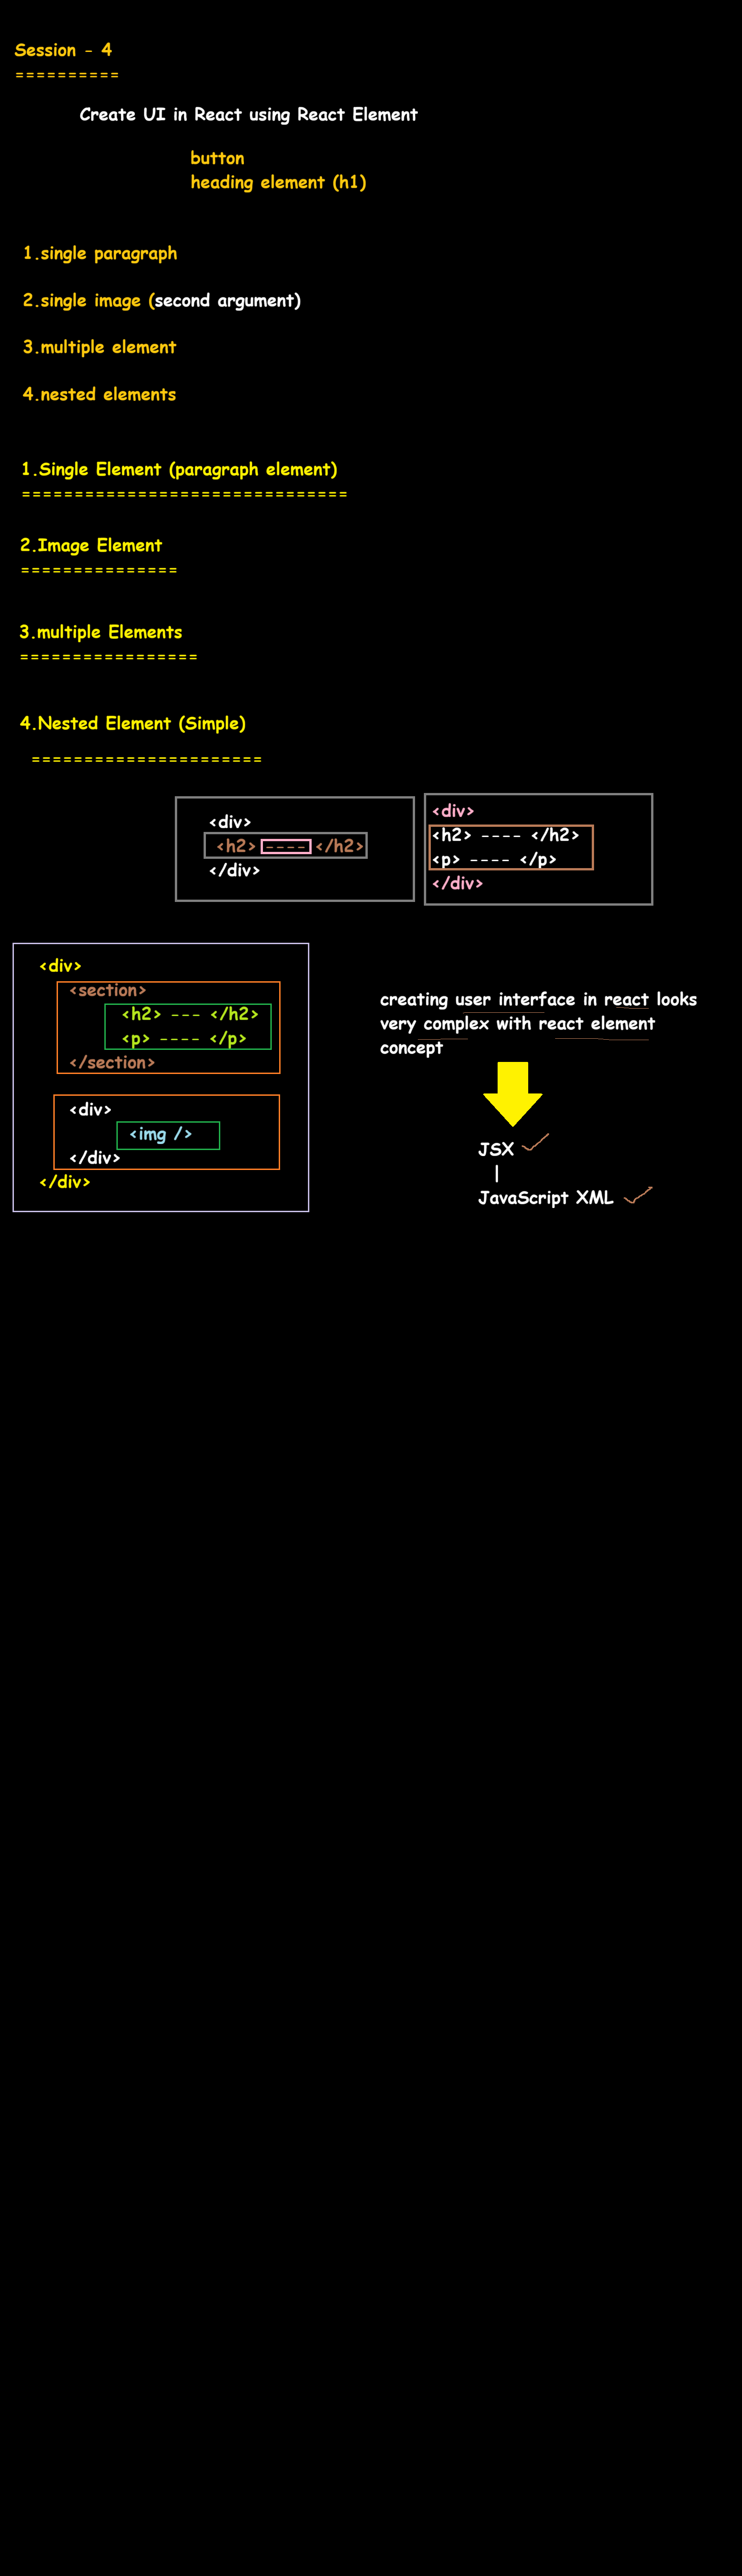 Session - 4
==========
Create UI in React using React Element
button
heading element (h1)
1.single paragraph
2.single image (second argument)
3.multiple element
4.nested elements
1.Single Element (paragraph element)
===============================
2.Image Element
===============
3.multiple Elements
=================
4.Nested Element (Simple)
======================
<div>
<h2> ---- </h2>
</div>
<div>
<h2> ---- </h2>
<p> ---- </p>
</div>
<div>
<section>
<h2> --- </h2>
<p> ---- </p>
</section>
<div>
<img />
</div>
</div>
creating user interface in react looks
very complex with react element
concept
JSX
|
JavaScript XML